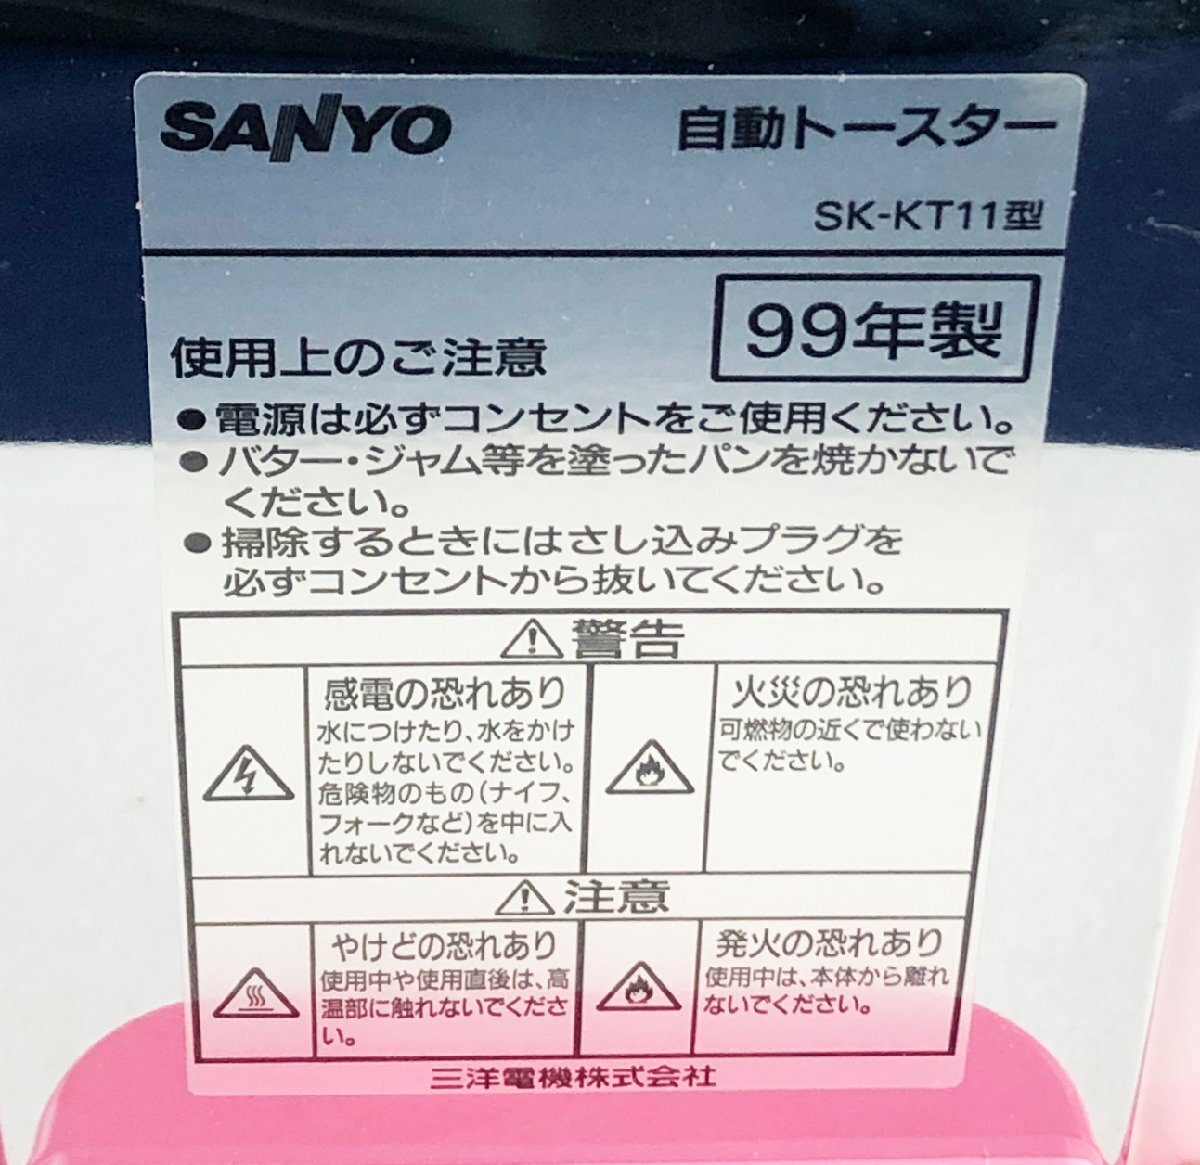 SANYO 自動トースター
SK-KT11型
99年製
使用上のご注意
●電源は必ずコンセントをご使用ください。
●バター・ジャム等を塗ったパンを焼かないで
ください。
●掃除するときにはさし込みプラグを
必ずコンセントから抜いてください。
警告
感電の恐れあり
水につけたり、水をかけ
たりしないでください。
危険物のもの(ナイフ、
フォークなど)を中に入
れないでください。
火災の恐れあり
可燃物の近くで使わない
でください。
注意
やけどの恐れあり
使用中や使用直後は、高
温部に触れないでくださ
い。
発火の恐れあり
使用中は、本体から離れ
ないでください。
三洋電機株式会社